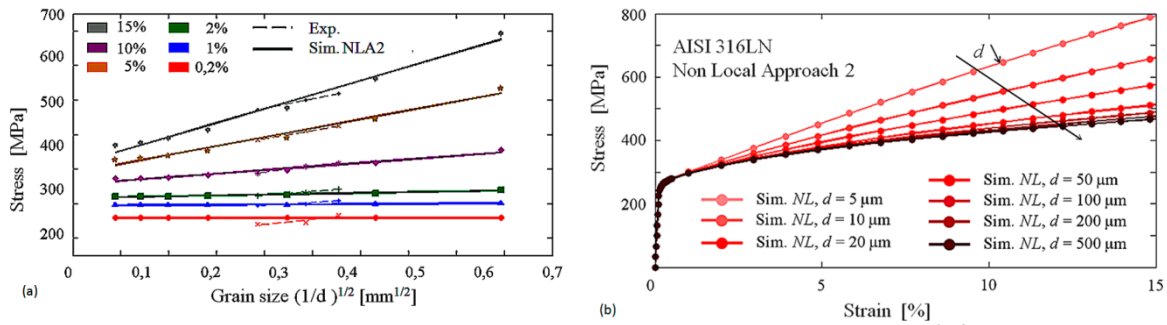 700
600
500
400
300
200
Stress [MPa]
15%
10%
5%
2%
1%
0,2%
Exp.
Sim. NLA2
0
0,1
0,2
0,3
0,4
0,5
0,6
0,7
Grain size (1/d )1/2 [mm1/2]
(a)
800
600
400
200
0
Stress [MPa]
AISI 316LN
Non Local Approach 2
d
Sim. NL, d = 5 μm
Sim. NL, d = 10 μm
Sim. NL, d = 20 μm
Sim. NL, d = 50 μm
Sim. NL, d = 100 μm
Sim. NL, d = 200 μm
Sim. NL, d = 500 μm
5
10
15
Strain [%]
(b)